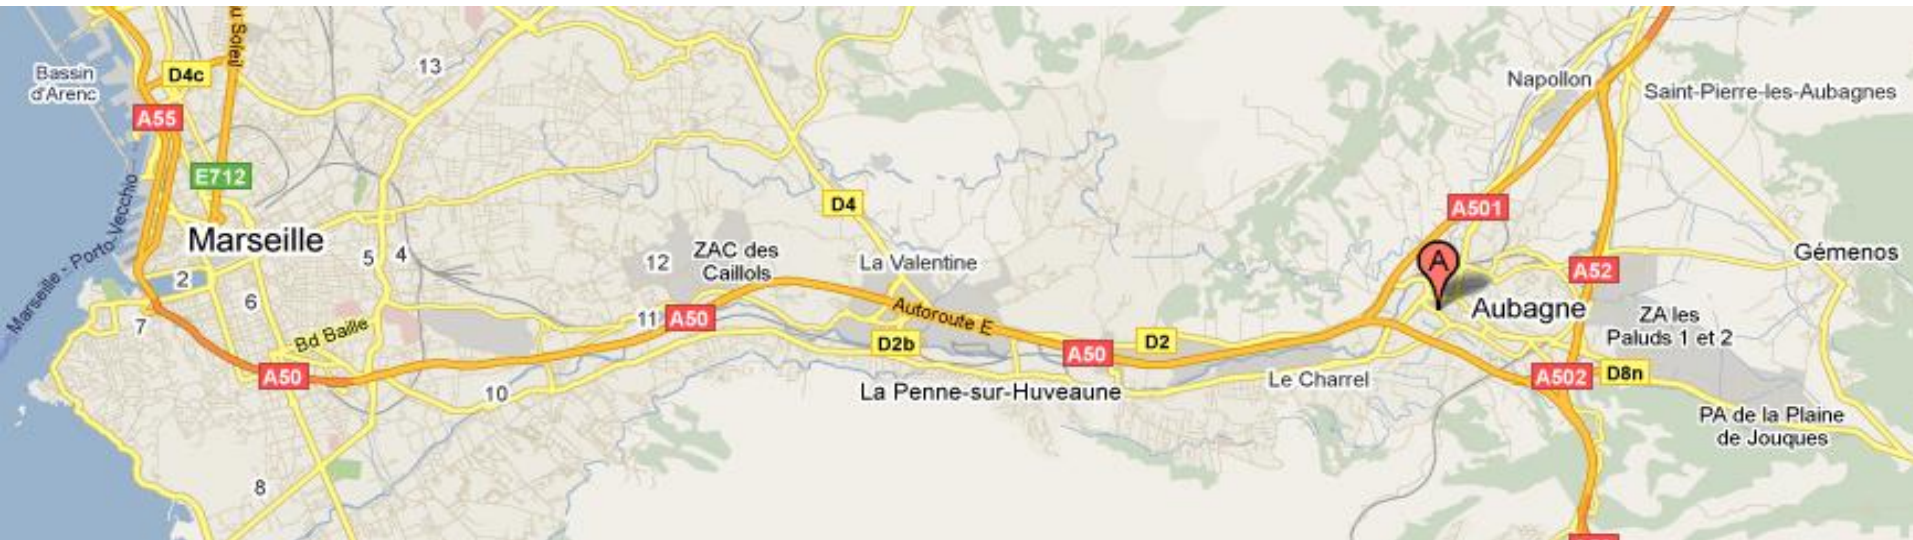 u Soleil
13
D4c
Bassin
d'Arenc
Napollon
Saint-Pierre-les-Aubagnes
A55
E712
D4
A501
Marseille - Porto-Vecchio
Marseille
5
4
12
ZAC des
Caillols
La Valentine
A
Gémenos
A52
2
6
7
Bd Baille
11
A50
Autoroute E
Aubagne
ZA les
Paluds 1 et 2
D2b
A50
D2
A50
10
La Penne-sur-Huveaune
Le Charrel
A502
D8n
PA de la Plaine
de Jouques
8